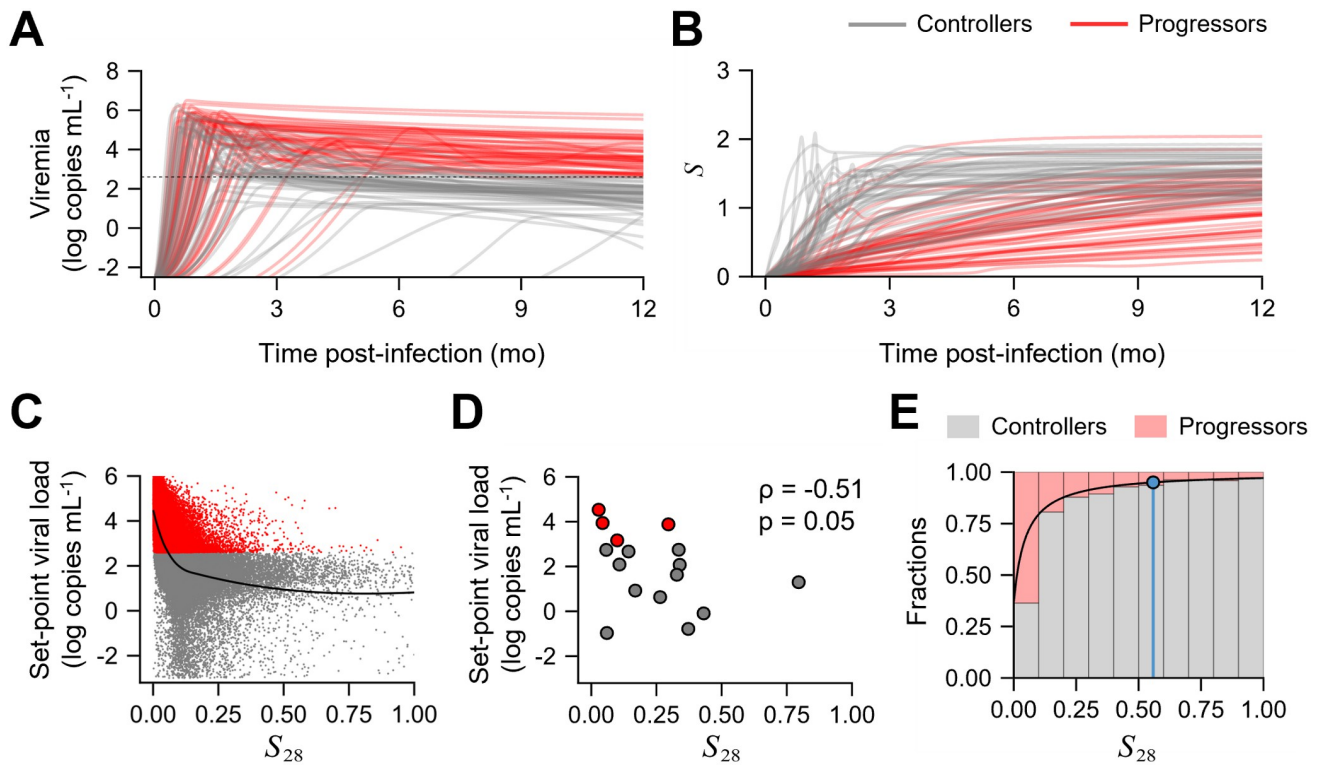 A
B
Controllers
Progressors
Viremia
(log copies mL-1)
8
6
4
2
0
-2
0
3
6
9
12
Time post-infection (mo)
S
3
2
1
0
0
3
6
9
12
Time post-infection (mo)
C
D
E
Controllers
Progressors
Set-point viral load
(log copies mL-1)
6
4
2
0
-2
0.00
0.25
0.50
0.75
1.00
S28
Set-point viral load
(log copies mL-1)
6
4
2
0
-2
ρ = -0.51
p = 0.05
0.00
0.25
0.50
0.75
1.00
S28
Fractions
1.00
0.75
0.50
0.25
0.00
0.00
0.25
0.50
0.75
1.00
S28